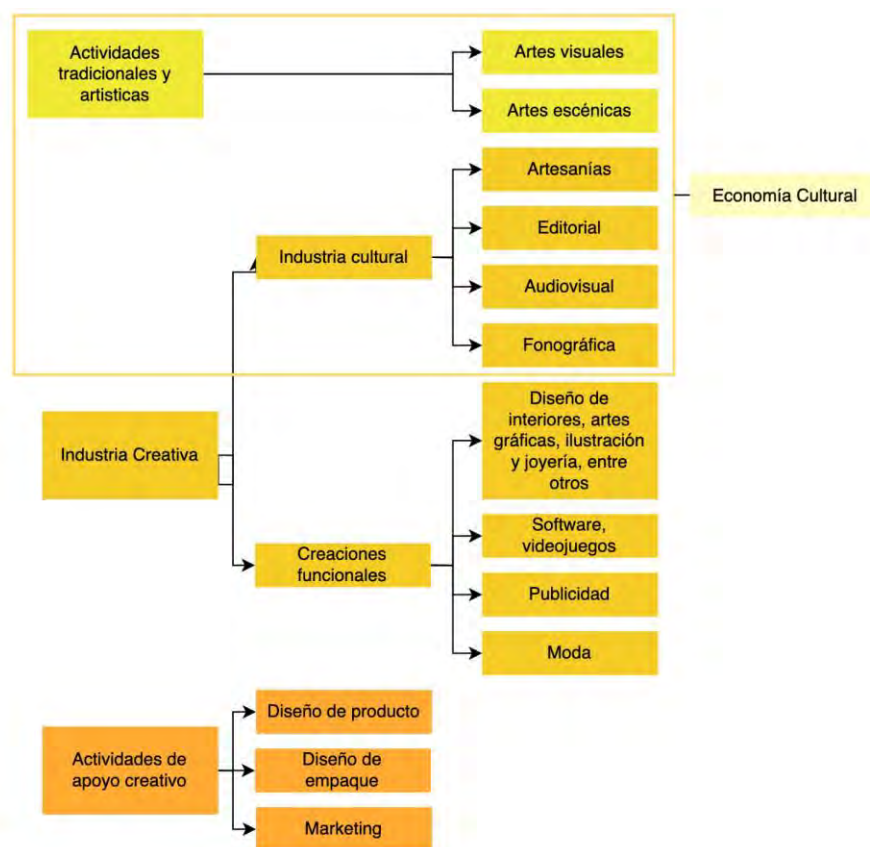 Actividades
tradicionales y
artisticas
Artes visuales
Artes escénicas
Artesanías
Economía Cultural
Editorial
Industria cultural
Audiovisual
Fonográfica
Industria Creativa
Diseño de
interiores, artes
gráficas, ilustración
y joyería, entre
otros
Creaciones
funcionales
Software,
videojuegos
Publicidad
Moda
Actividades de
apoyo creativo
Diseño de producto
Diseño de
empaque
Marketing